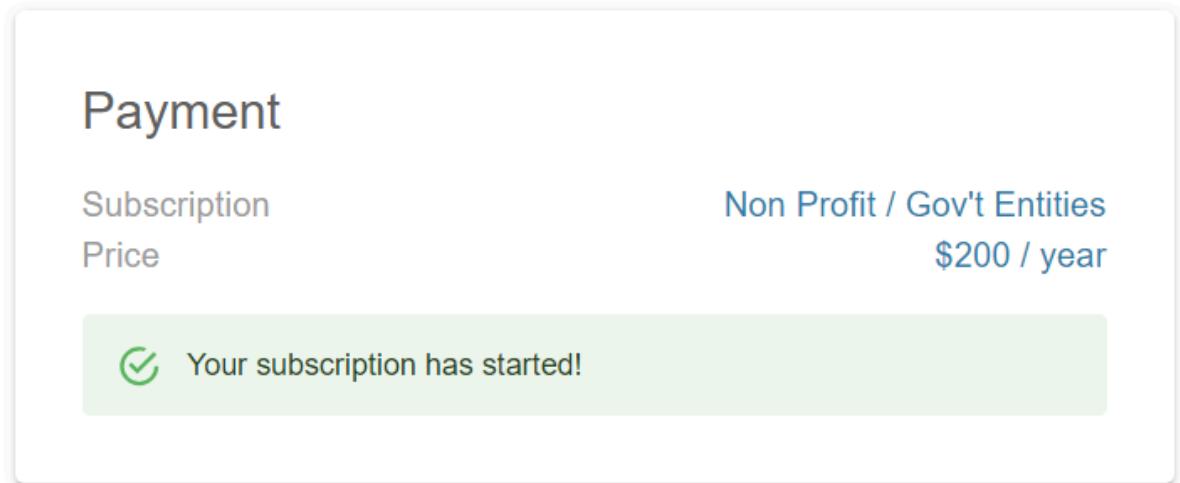 Payment
Subscription Non Profit / Gov't Entities
Price $200 / year
Your subscription has started!